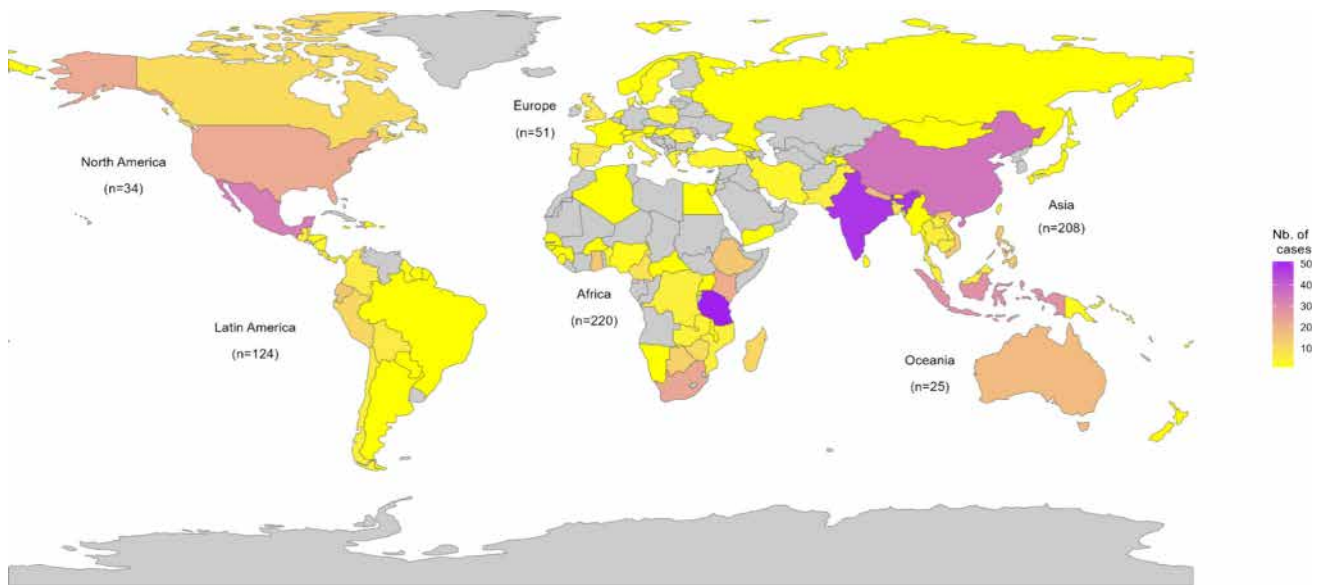 Europe
(n=51)
North America
(n=34)
Asia
(n=208)
Nb. of
cases
50
40
30
20
10
Africa
(n=220)
Latin America
(n=124)
Oceania
(n=25)